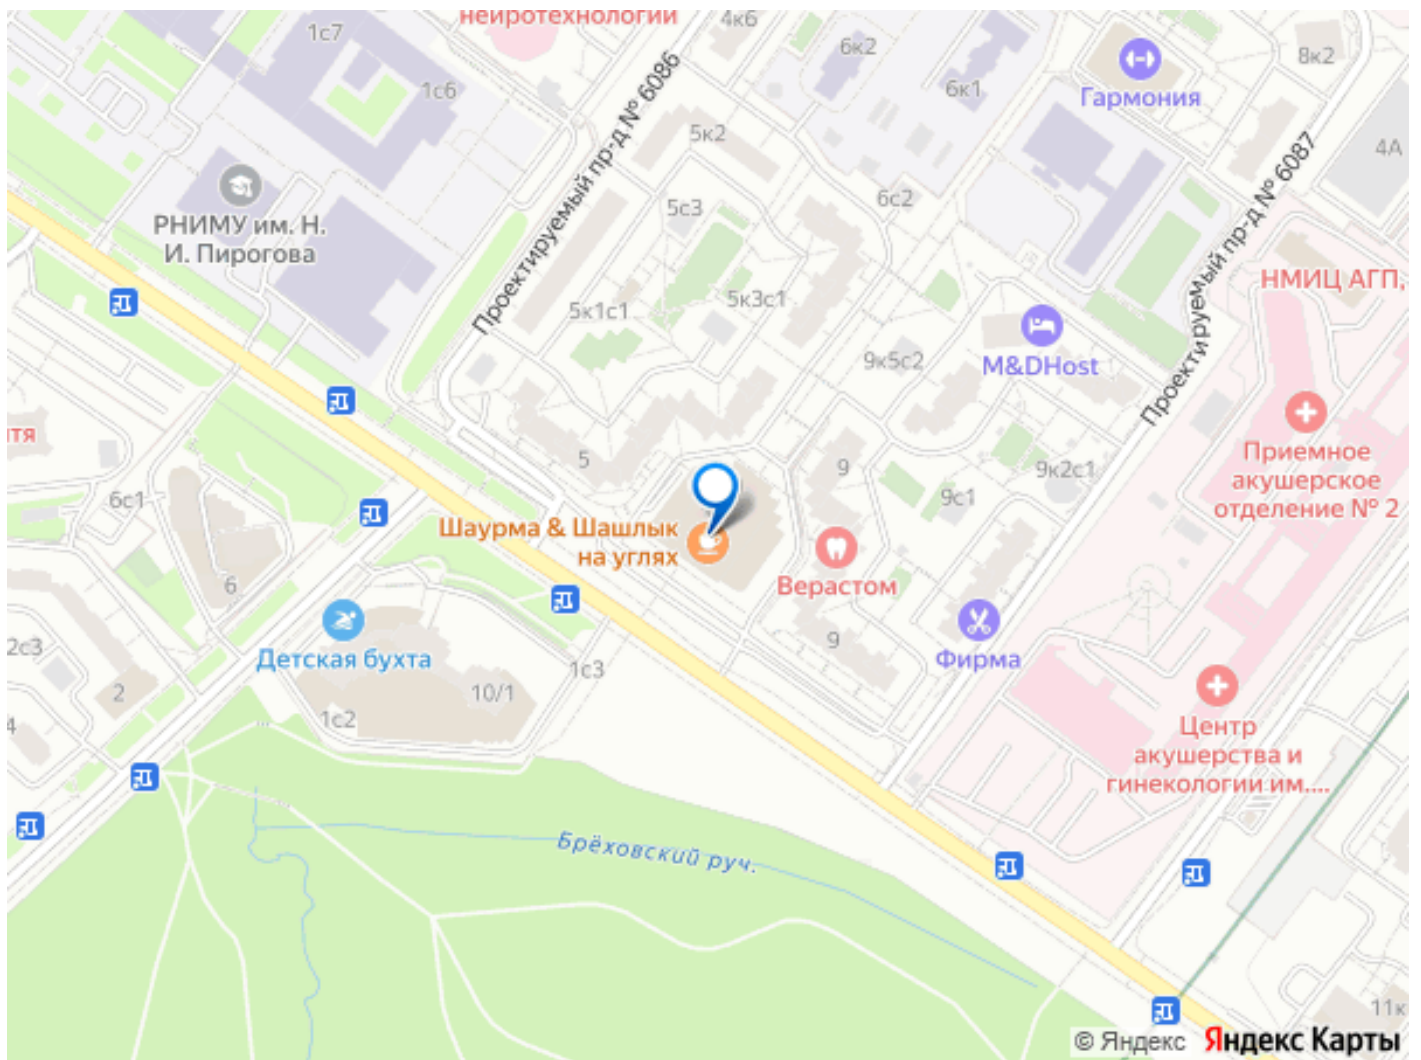 нейротехнологии
4к6
1с7
6к2
8к2
Гармония
1с6
6к1
Проектируемый пр-д № 6086
5к2
4А
Проектируемый пр-д № 6087
РНИМУ им. Н.
И. Пирогова
5с3
6с2
НМИЦ АГП,
5к1с1
5к3с1
9к5с2
M&DHost
тя
5
9
9к2с1
Приемное
акушерское
отделение № 2
6с1
9с1
Шаурма & Шашлык
на углях
Верастом
6
2с3
Детская бухта
1с3
9
Фирма
2
10/1
1с2
4
Центр
акушерства и
гинекологии им....
Брёховский руч.
11к
© Яндекс Яндекс Карты